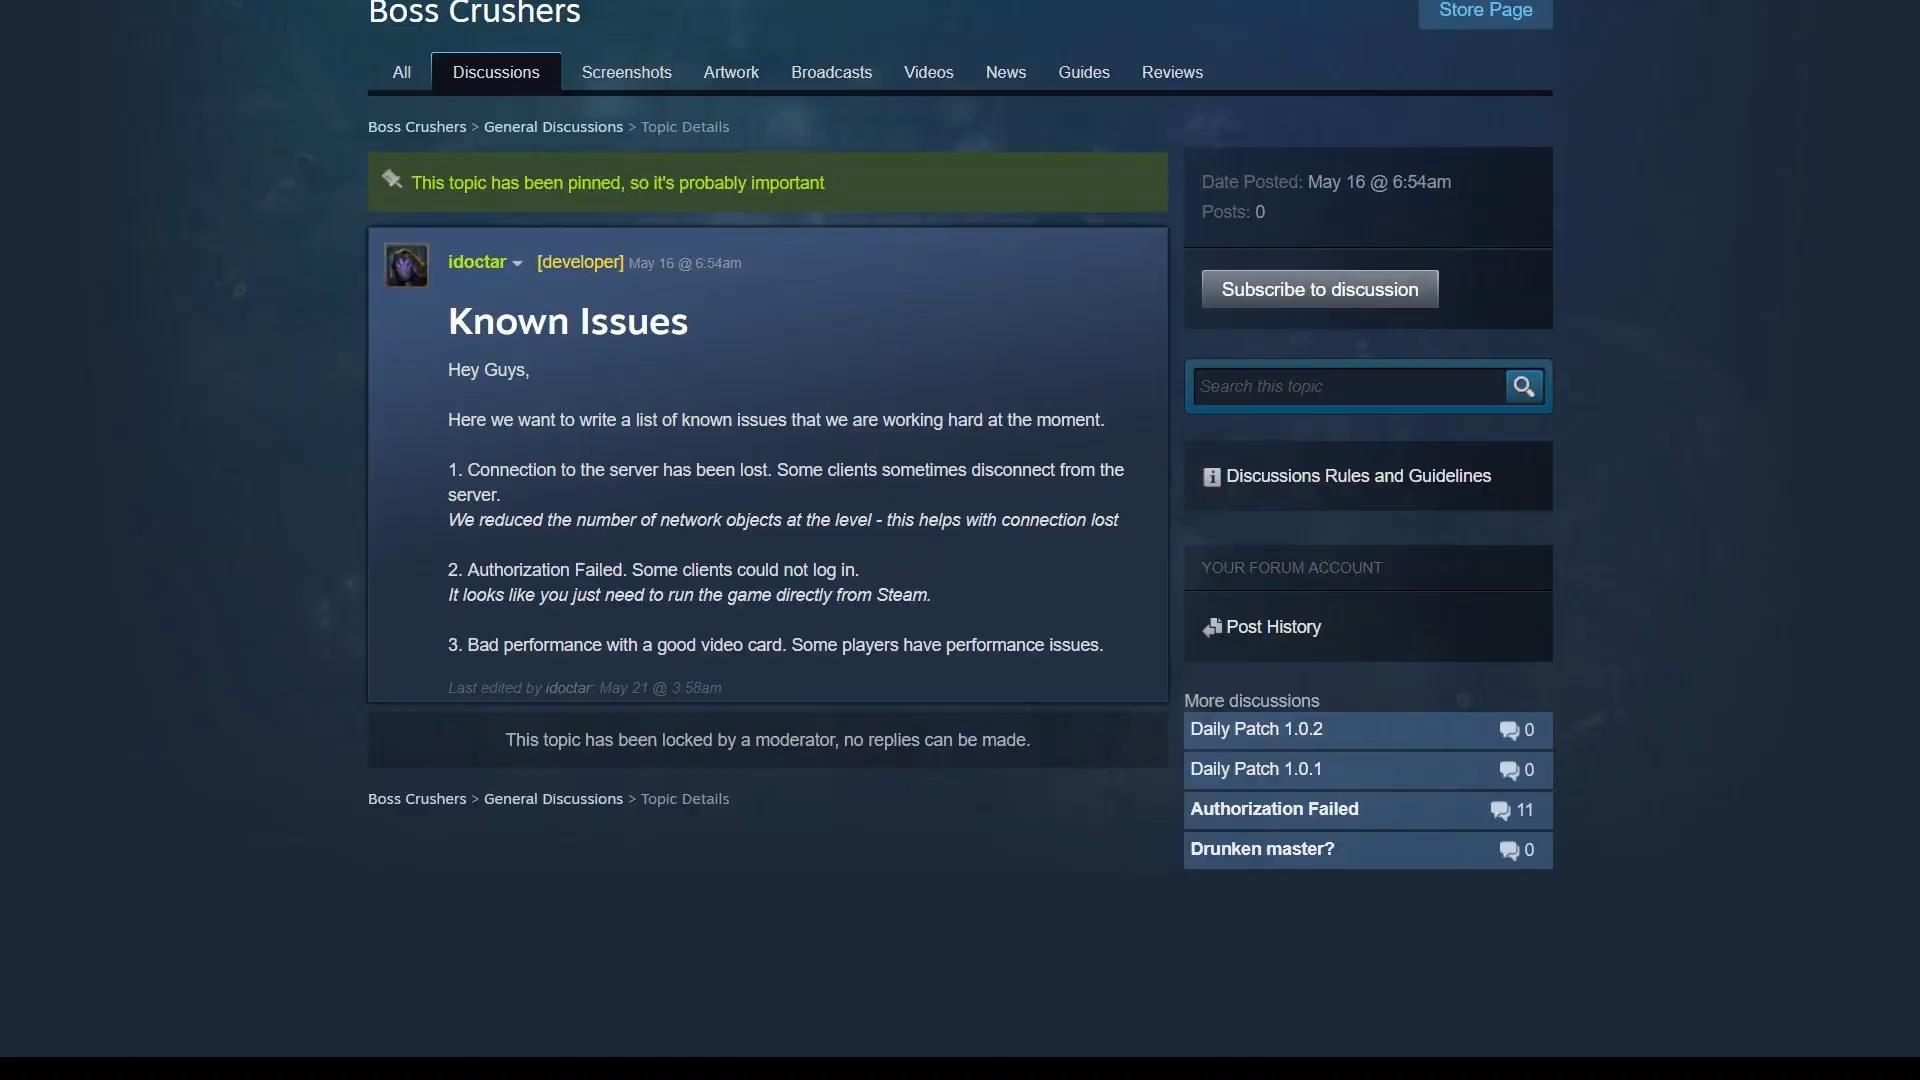 Boss Crushers
Store Page
All Discussions Screenshots Artwork Broadcasts Videos News Guides Reviews
Boss Crushers > General Discussions > Topic Details
This topic has been pinned, so it's probably important
idoctar [developer] May 16 @ 6:54am
Known Issues
Hey Guys,
Here we want to write a list of known issues that we are working hard at the moment.
1. Connection to the server has been lost. Some clients sometimes disconnect from the
server.
We reduced the number of network objects at the level - this helps with connection lost
2. Authorization Failed. Some clients could not log in.
It looks like you just need to run the game directly from Steam.
3. Bad performance with a good video card. Some players have performance issues.
Last edited by idoctar; May 21 @ 3:58am
This topic has been locked by a moderator, no replies can be made.
Boss Crushers > General Discussions > Topic Details
Date Posted: May 16 @ 6:54am
Posts: 0
Subscribe to discussion
Search this topic
Discussions Rules and Guidelines
YOUR FORUM ACCOUNT
Post History
More discussions
Daily Patch 1.0.2 0
Daily Patch 1.0.1 0
Authorization Failed 11
Drunken master? 0